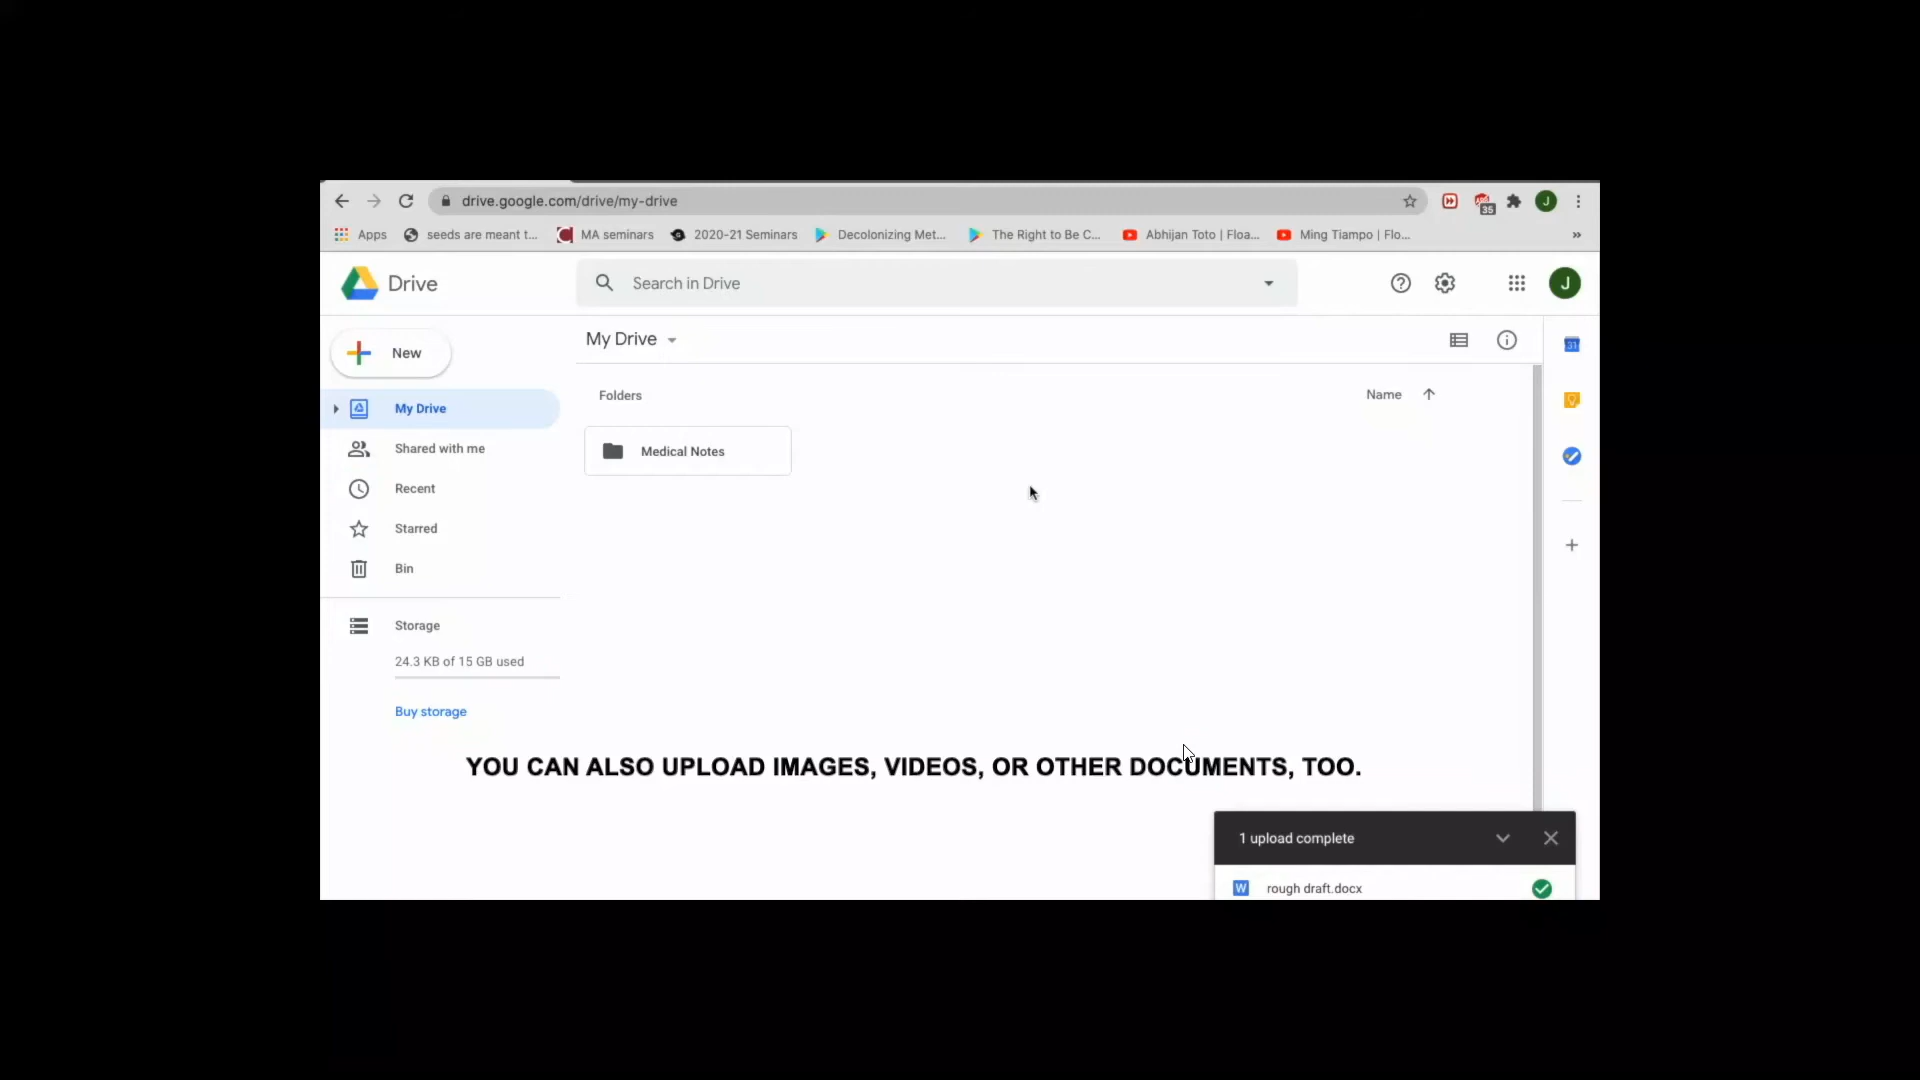 drive.google.com/drive/my-drive
35
J
Apps
seeds are meant t...
MA seminars
2020-21 Seminars
Decolonizing Met...
The Right to Be C...
Abhijan Toto | Floa...
Ming Tiampo | Flo...
»
Drive
Search in Drive
J
New
My Drive
31
Folders
Name
My Drive
Medical Notes
Shared with me
Recent
Starred
Bin
Storage
24.3 KB of 15 GB used
Buy storage
YOU CAN ALSO UPLOAD IMAGES, VIDEOS, OR OTHER DOCUMENTS, TOO.
1 upload complete
W
rough draft.docx